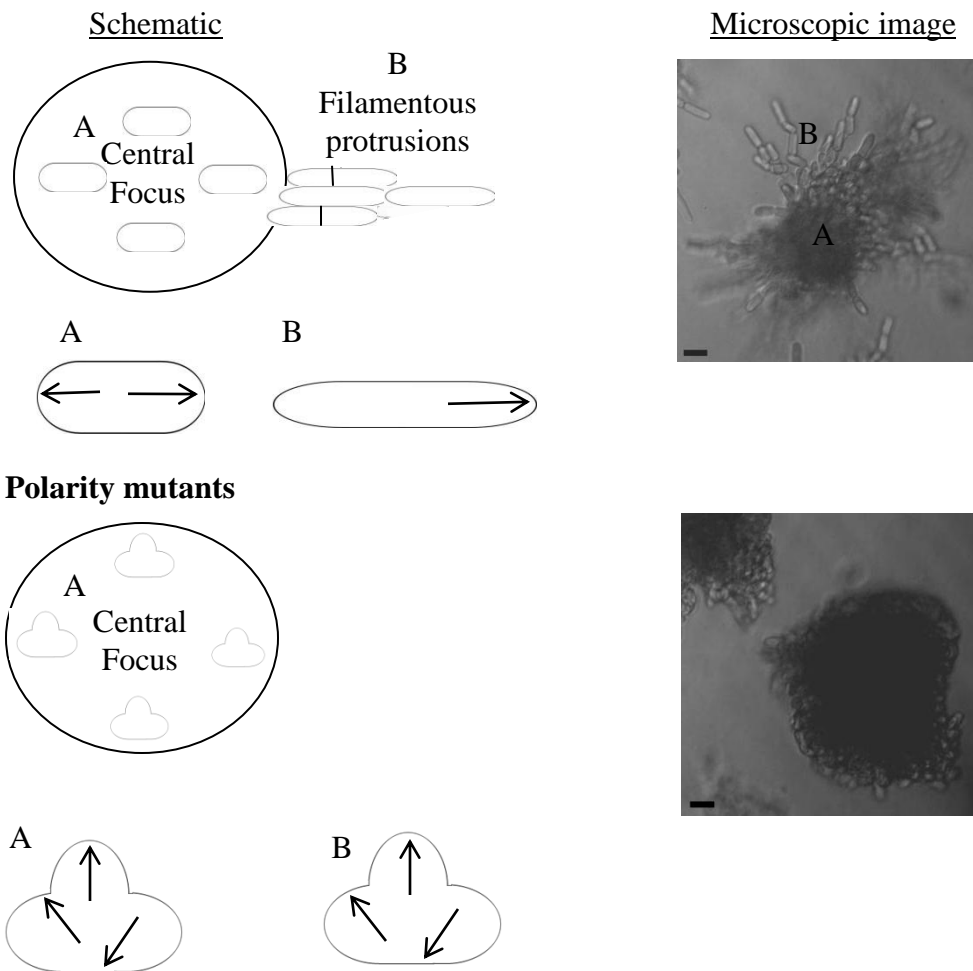 Schematic
Microscopic image
B
Filamentous
protrusions
A
Central
Focus
B
A
A
B
Polarity mutants
A
Central
Focus
A
B